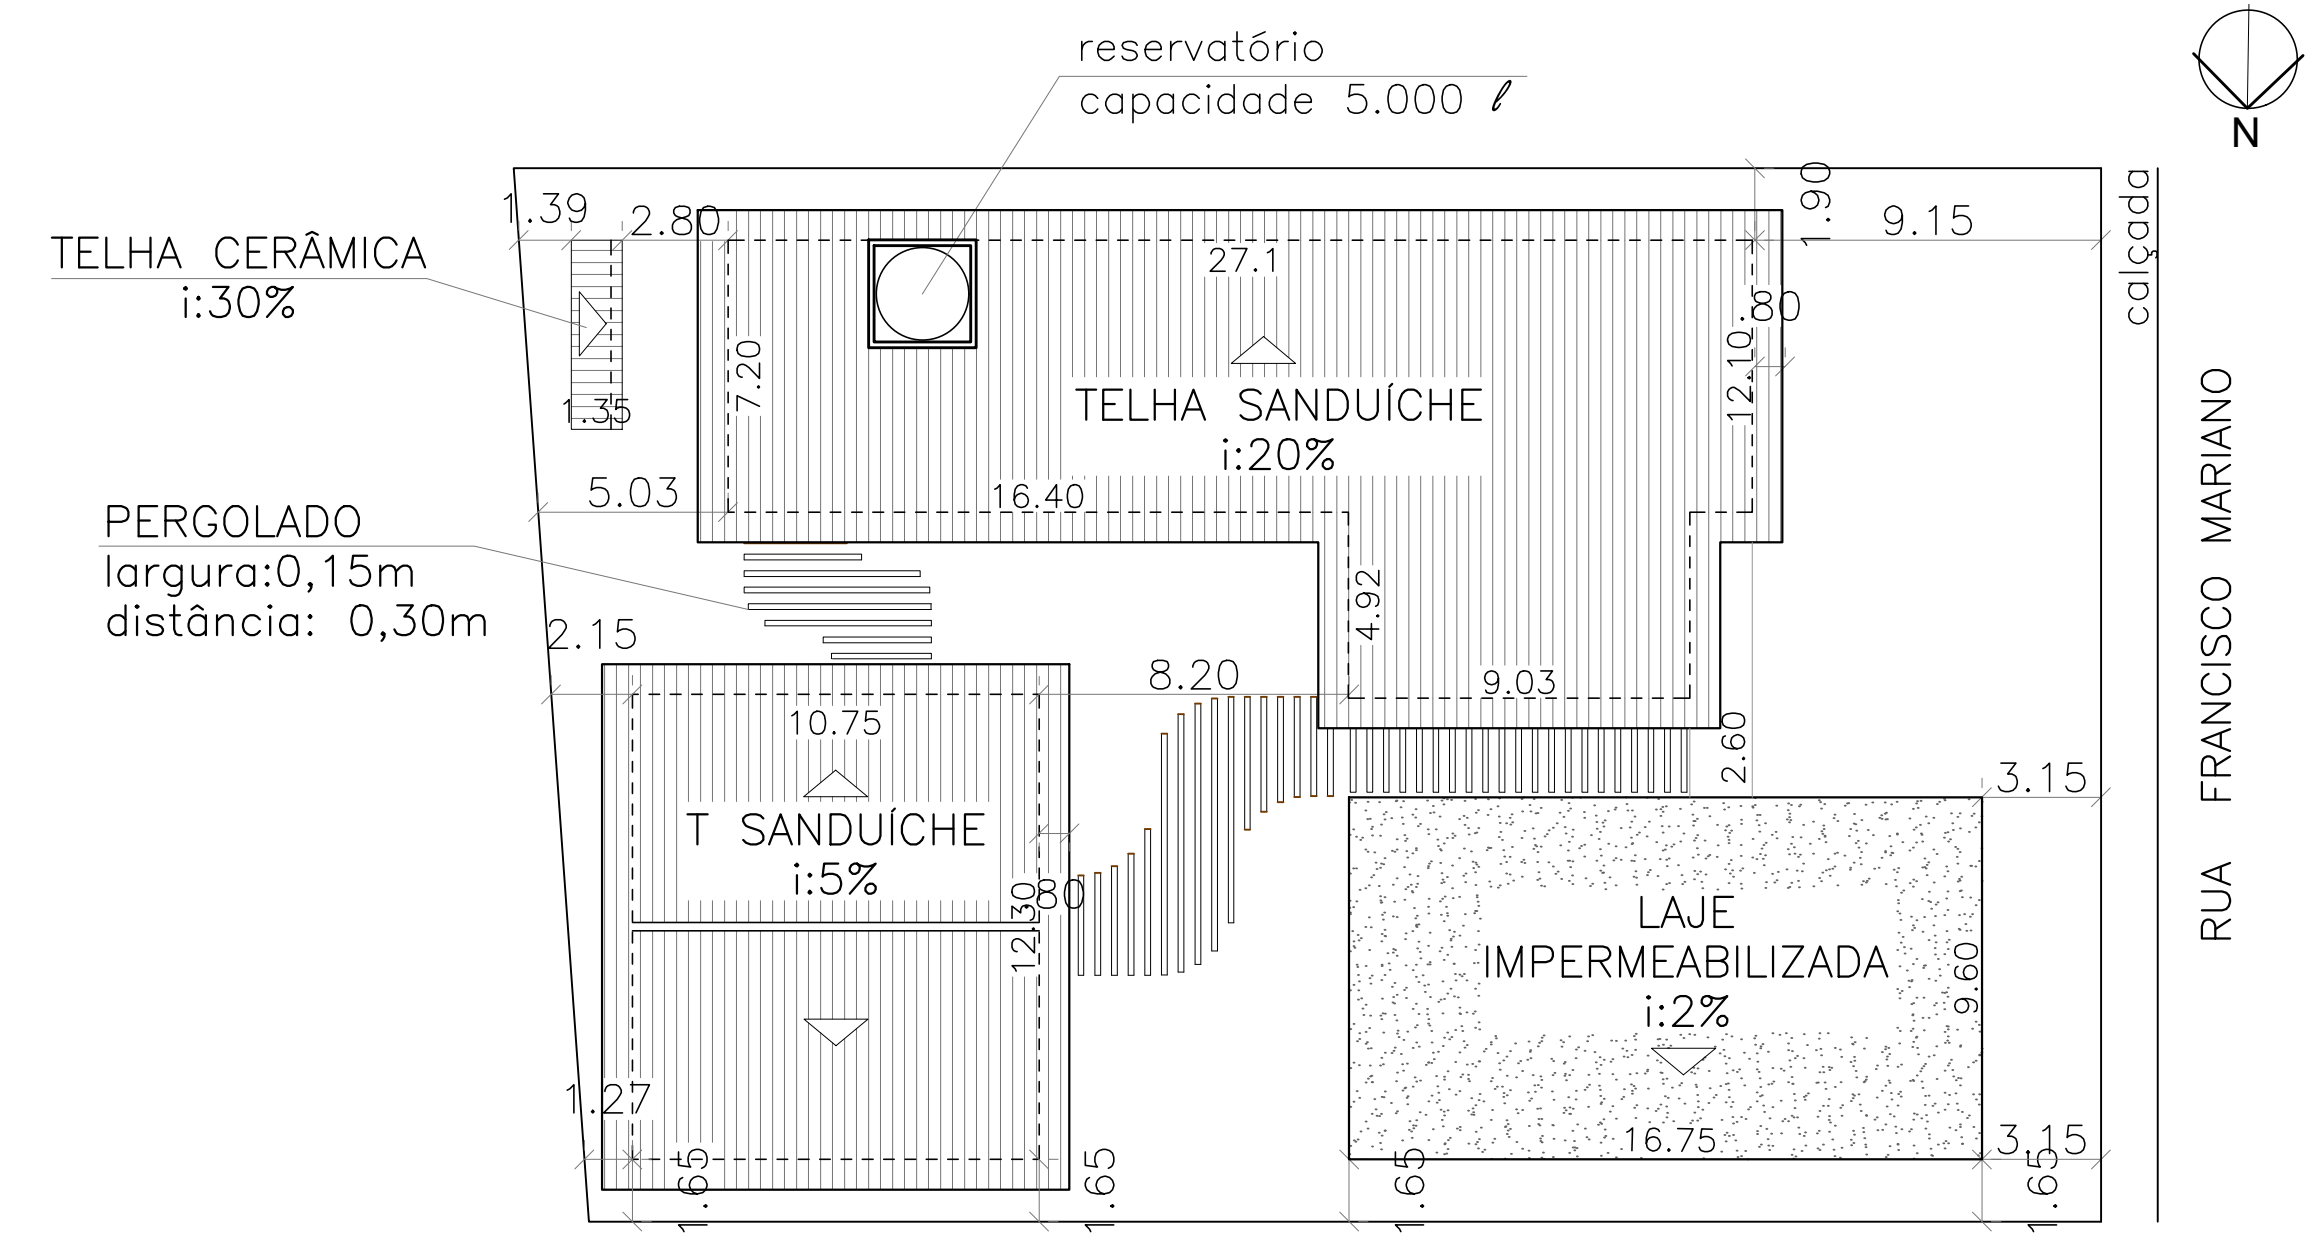 reservatório
capacidade 5.000 ℓ
N
calçada
1.39
2.80
1.90
9.15
TELHA CERÂMICA
i:30%
27.1
.80
7.20
12.10
1.35
TELHA SANDUÍCHE
i:20%
5.03
16.40
PERGOLADO
largura:0,15m
distância: 0,30m
RUA FRANCISCO MARIANO
4.92
2.15
8.20
9.03
10.75
2.60
3.15
T SANDUÍCHE
i:5%
.80
12.30
LAJE
IMPERMEABILIZADA
i:2%
9.60
1.27
16.75
3.15
1.65
1.65
1.65
1.65